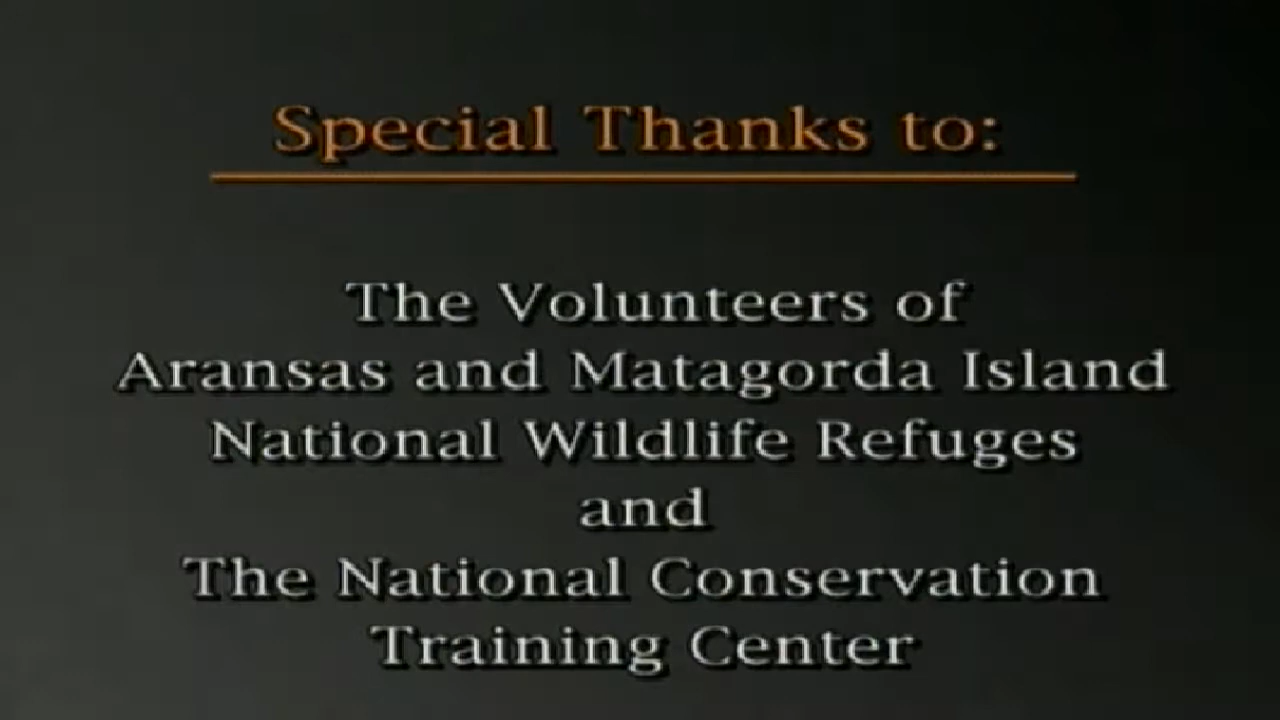 Special Thanks to:
The Volunteers of
Aransas and Matagorda Island
National Wildlife Refuges
and
The National Conservation
Training Center